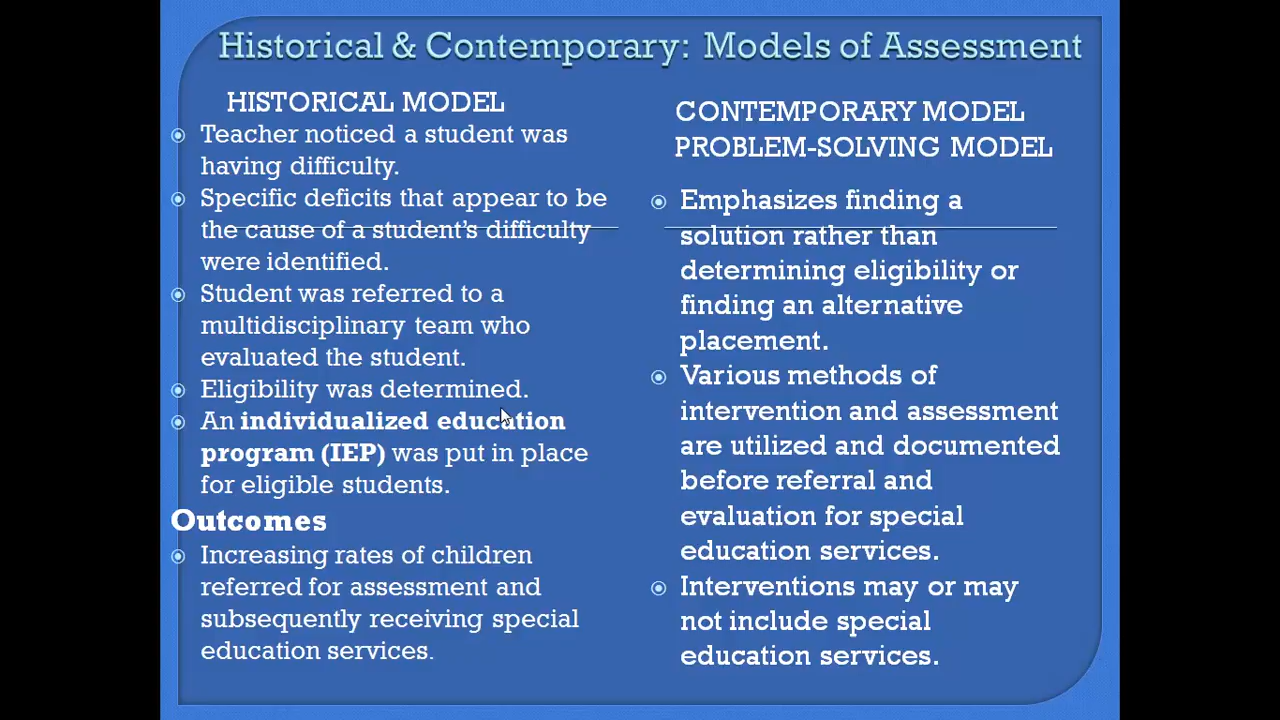 Historical & Contemporary: Models of Assessment
HISTORICAL MODEL
Teacher noticed a student was
having difficulty.
Specific deficits that appear to be
the cause of a student’s difficulty
were identified.
Student was referred to a
multidisciplinary team who
evaluated the student.
Eligibility was determined.
An individualized education
program (IEP) was put in place
for eligible students.
Outcomes
Increasing rates of children
referred for assessment and
subsequently receiving special
education services.
CONTEMPORARY MODEL
PROBLEM-SOLVING MODEL
Emphasizes finding a
solution rather than
determining eligibility or
finding an alternative
placement.
Various methods of
intervention and assessment
are utilized and documented
before referral and
evaluation for special
education services.
Interventions may or may
not include special
education services.